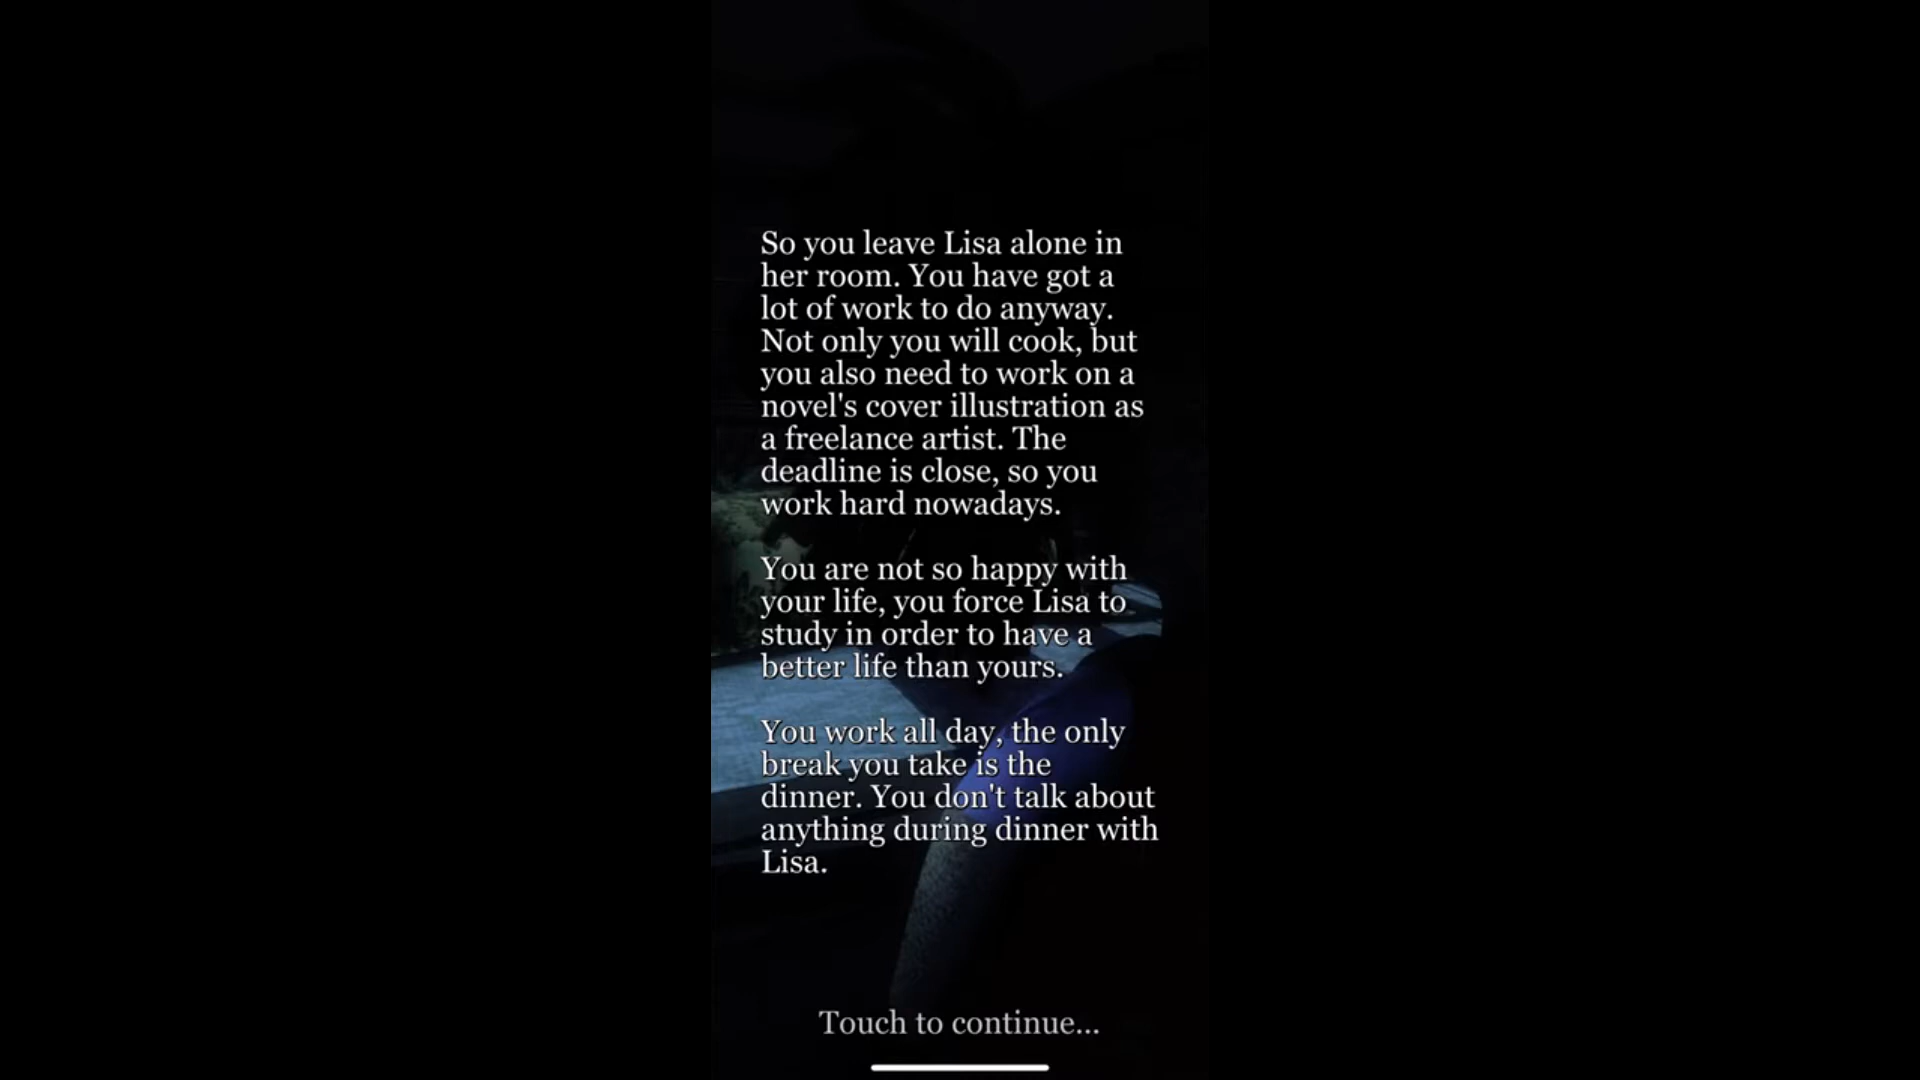 So you leave Lisa alone in
her room. You have got a
lot of work to do anyway.
Not only you will cook, but
you also need to work on a
novel's cover illustration as
a freelance artist. The
deadline is close, so you
work hard nowadays.
You are not so happy with
your life, you force Lisa to
study in order to have a
better life than yours.
You work all day, the only
break you take is the
dinner. You don't talk about
anything during dinner with
Lisa.
Touch to continue...